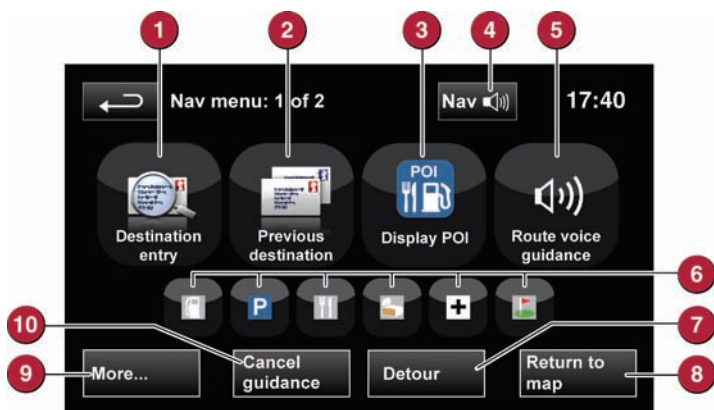 1 2 3 4 5
Nav menu: 1 of 2 Nav 17:40
POI
Destination entry Previous destination Display POI Route voice guidance
P
6
10 7
9 More... Cancel guidance Detour Return to map 8